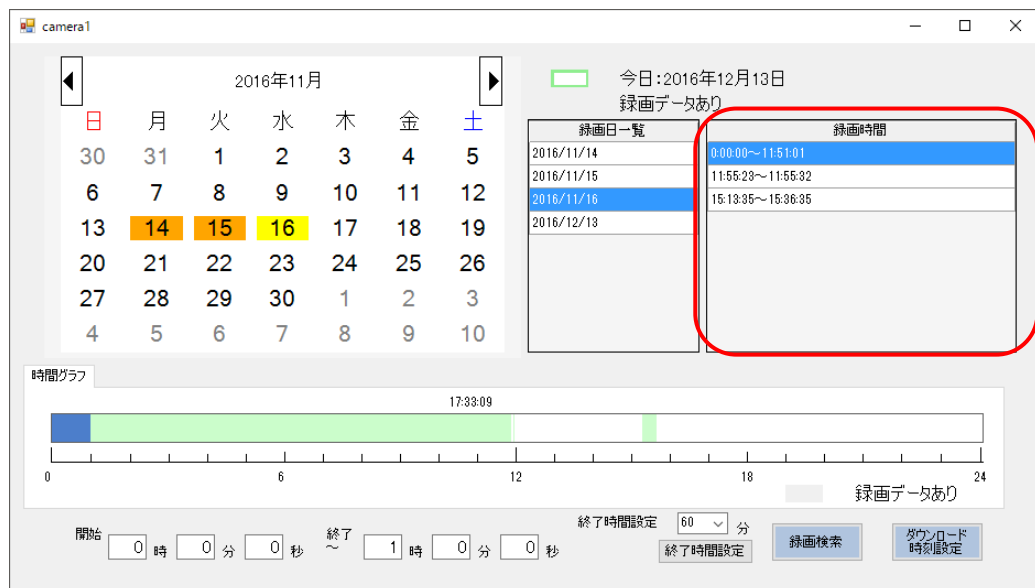 camera1
2016年11月
日 月 火 水 木 金 土
30 31 1 2 3 4 5
6 7 8 9 10 11 12
13 14 15 16 17 18 19
20 21 22 23 24 25 26
27 28 29 30 1 2 3
4 5 6 7 8 9 10
今日:2016年12月13日
録画データあり
録画日一覧
2016/11/14
2016/11/15
2016/11/16
2016/12/13
録画時間
0:00:00～11:51:01
11:55:23～11:55:32
15:13:35～15:36:35
時間グラフ
17:33:09
0 6 12 18 24
録画データあり
開始 0 時 0 分 0 秒 終了 ～ 1 時 0 分 0 秒
終了時間設定 60 分
終了時間設定
録画検索
ダウンロード
時刻設定